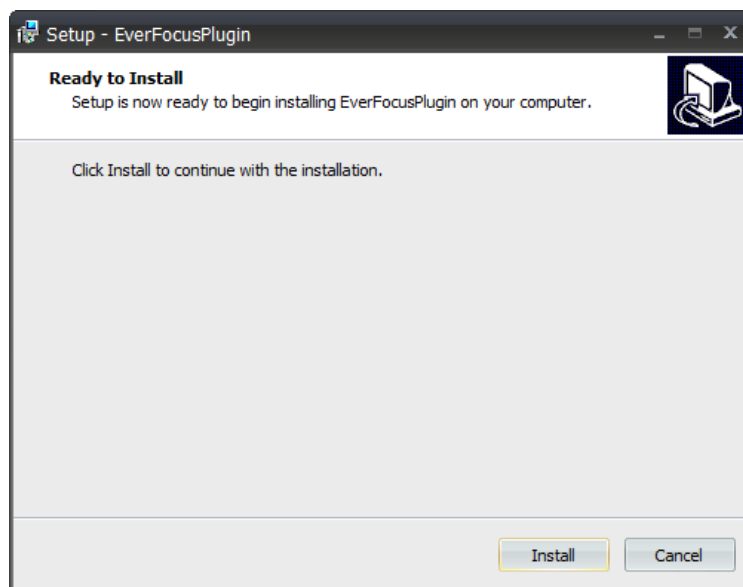 Setup - EverFocusPlugin
Ready to Install
Setup is now ready to begin installing EverFocusPlugin on your computer.
Click Install to continue with the installation.
Install
Cancel